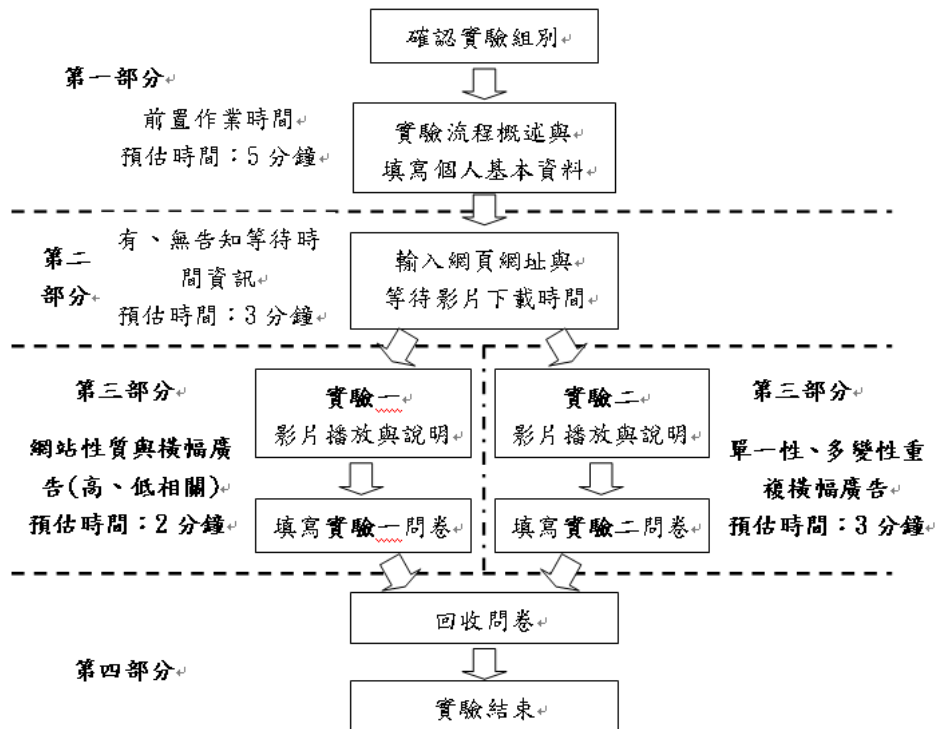 確認實驗組別
第一部分
前置作業時間
預估時間：5 分鐘
實驗流程概述與
填寫個人基本資料
第二
部分
有、無告知等待時
間資訊
預估時間：3 分鐘
輸入網頁網址與
等待影片下載時間
第三部分
網站性質與橫幅廣
告(高、低相關)
預估時間：2 分鐘
實驗一
影片播放與說明
填寫實驗一問卷
實驗二
影片播放與說明
填寫實驗二問卷
第三部分
單一性、多變性重
複橫幅廣告
預估時間：3 分鐘
第四部分
回收問卷
實驗結束